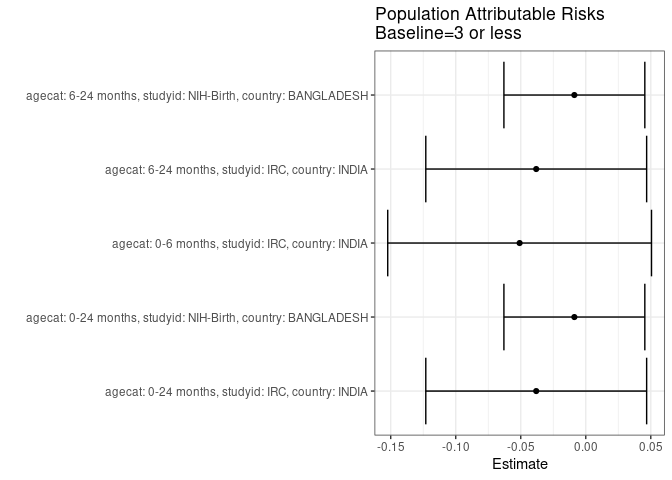 Population Attributable Risks
Baseline=3 or less
agecat: 6-24 months, studyid: NIH-Birth, country: BANGLADESH
agecat: 6-24 months, studyid: IRC, country: INDIA
agecat: 0-6 months, studyid: IRC, country: INDIA
agecat: 0-24 months, studyid: NIH-Birth, country: BANGLADESH
agecat: 0-24 months, studyid: IRC, country: INDIA
-0.15 -0.10 -0.05 0.00 0.05
Estimate